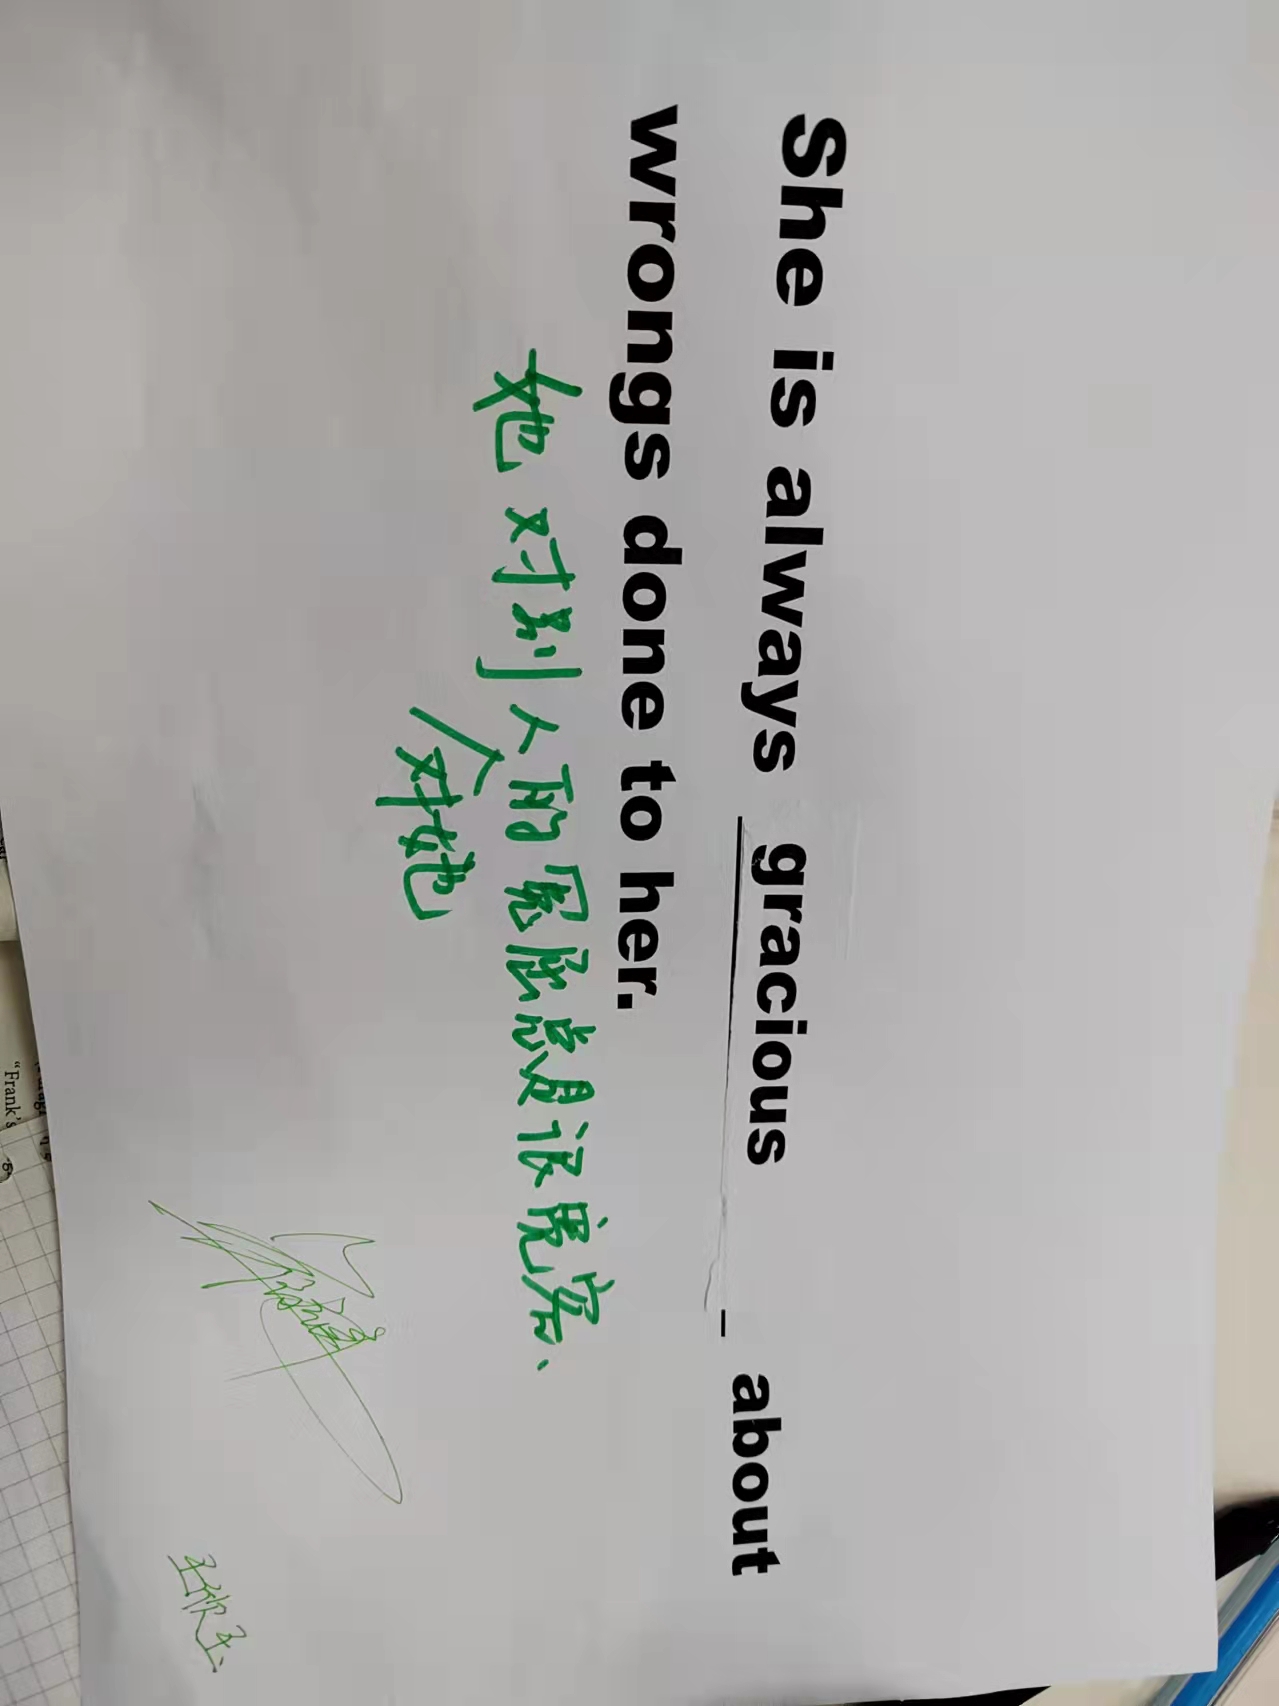 She is always gracious about
wrongs done to her.
她对别人的冤屈总是很宽容、
对她
"Frank's